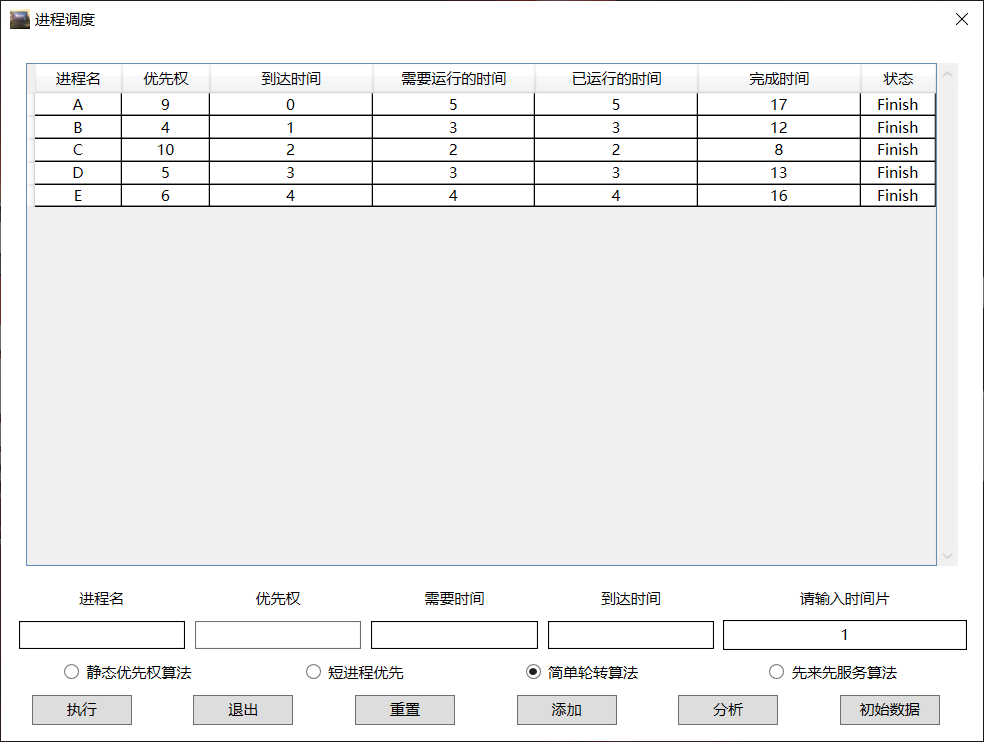 进程调度
进程名 优先权 到达时间 需要运行的时间 已运行的时间 完成时间 状态
A 9 0 5 5 17 Finish
B 4 1 3 3 12 Finish
C 10 2 2 2 8 Finish
D 5 3 3 3 13 Finish
E 6 4 4 4 16 Finish
进程名 优先权 需要时间 到达时间 请输入时间片
1
静态优先权算法 短进程优先 简单轮转算法 先来先服务算法
执行 退出 重置 添加 分析 初始数据